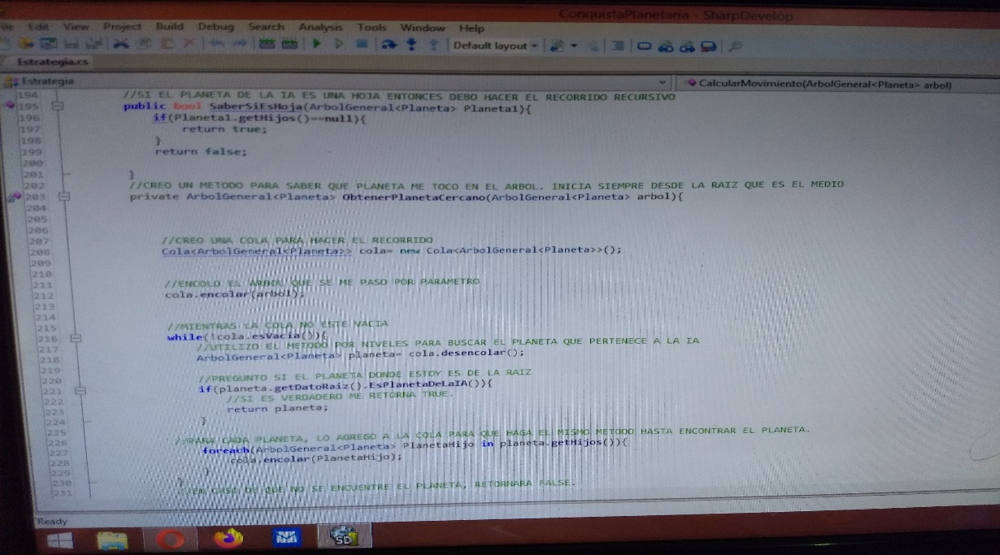 ConquistaPlanetaria - SharpDevelop
Edit View Project Build Debug Search Analysis Tools Window Help
Default layout
Estrategia.cs
Estrategia
CalcularMovimiento(ArbolGeneral<Planeta> arbol)
194 //SI EL PLANETA DE LA IA ES UNA HOJA ENTONCES DEBO HACER EL RECORRIDO RECURSIVO
195 public bool SaberSiEsHoja(ArbolGeneral<Planeta> Planeta1){
196 if(Planeta1.getHijos()==null){
197 return true;
198 }
199 return false;
200
201 }
202 //CREO UN METODO PARA SABER QUE PLANETA ME TOCO EN EL ARBOL. INICIA SIEMPRE DESDE LA RAIZ QUE ES EL MEDIO
203 private ArbolGeneral<Planeta> ObtenerPlanetaCercano(ArbolGeneral<Planeta> arbol){
204
205
206
207 //CREO UNA COLA PARA HACER EL RECORRIDO
208 Cola<ArbolGeneral<Planeta>> cola= new Cola<ArbolGeneral<Planeta>>();
209
210
211 //ENCOLO EL ARBOL QUE SE ME PASO POR PARAMETRO
212 cola.encolar(arbol);
213
214
215 //MIENTRAS LA COLA NO ESTE VACIA
216 while(!cola.esVacia()){
217 //UTILIZO EL METODO POR NIVELES PARA BUSCAR EL PLANETA QUE PERTENECE A LA IA
218 ArbolGeneral<Planeta> planeta= cola.desencolar();
219
220 //PREGUNTO SI EL PLANETA DONDE ESTOY ES DE LA RAIZ
221 if(planeta.getDatoRaiz().EsPlanetaDeLaIA()){
222 //SI ES VERDADERO ME RETORNA TRUE.
223 return planeta;
224 }
225 //PARA CADA PLANETA, LO AGREGO A LA COLA PARA QUE HAGA EL MISMO METODO HASTA ENCONTRAR EL PLANETA.
226 foreach(ArbolGeneral<Planeta> PlanetaHijo in planeta.getHijos()){
227 cola.encolar(PlanetaHijo);
228 }
229
230 }
231 //EN CASO DE QUE NO SE ENCUENTRE EL PLANETA, RETORNARA FALSE.
Ready
SD